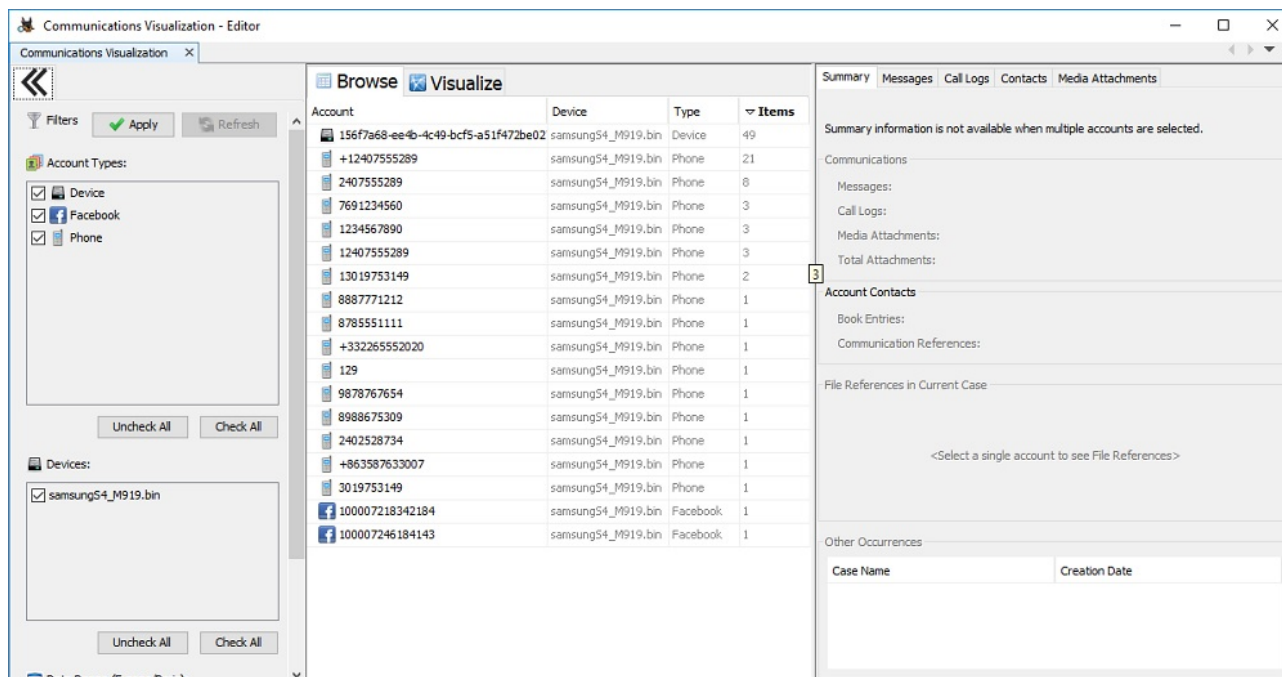 Communications Visualization - Editor
Communications Visualization X
Filters Apply Refresh
Account Types:
Device
Facebook
Phone
Uncheck All Check All
Devices:
samsungS4_M919.bin
Uncheck All Check All
Browse Visualize
Account Device Type Items
156f7a68-ee4b-4c49-bcf5-a51f472be02 samsungS4_M919.bin Device 49
+12407555289 samsungS4_M919.bin Phone 21
2407555289 samsungS4_M919.bin Phone 8
7691234560 samsungS4_M919.bin Phone 3
1234567890 samsungS4_M919.bin Phone 3
12407555289 samsungS4_M919.bin Phone 3
13019753149 samsungS4_M919.bin Phone 2
8887771212 samsungS4_M919.bin Phone 1
8785551111 samsungS4_M919.bin Phone 1
+332265552020 samsungS4_M919.bin Phone 1
129 samsungS4_M919.bin Phone 1
9878767654 samsungS4_M919.bin Phone 1
8988675309 samsungS4_M919.bin Phone 1
2402528734 samsungS4_M919.bin Phone 1
+863587633007 samsungS4_M919.bin Phone 1
3019753149 samsungS4_M919.bin Phone 1
100007218342184 samsungS4_M919.bin Facebook 1
100007246184143 samsungS4_M919.bin Facebook 1
3
Summary Messages Call Logs Contacts Media Attachments
Summary information is not available when multiple accounts are selected.
Communications
Messages:
Call Logs:
Media Attachments:
Total Attachments:
Account Contacts
Book Entries:
Communication References:
File References in Current Case
<Select a single account to see File References>
Other Occurrences
Case Name Creation Date